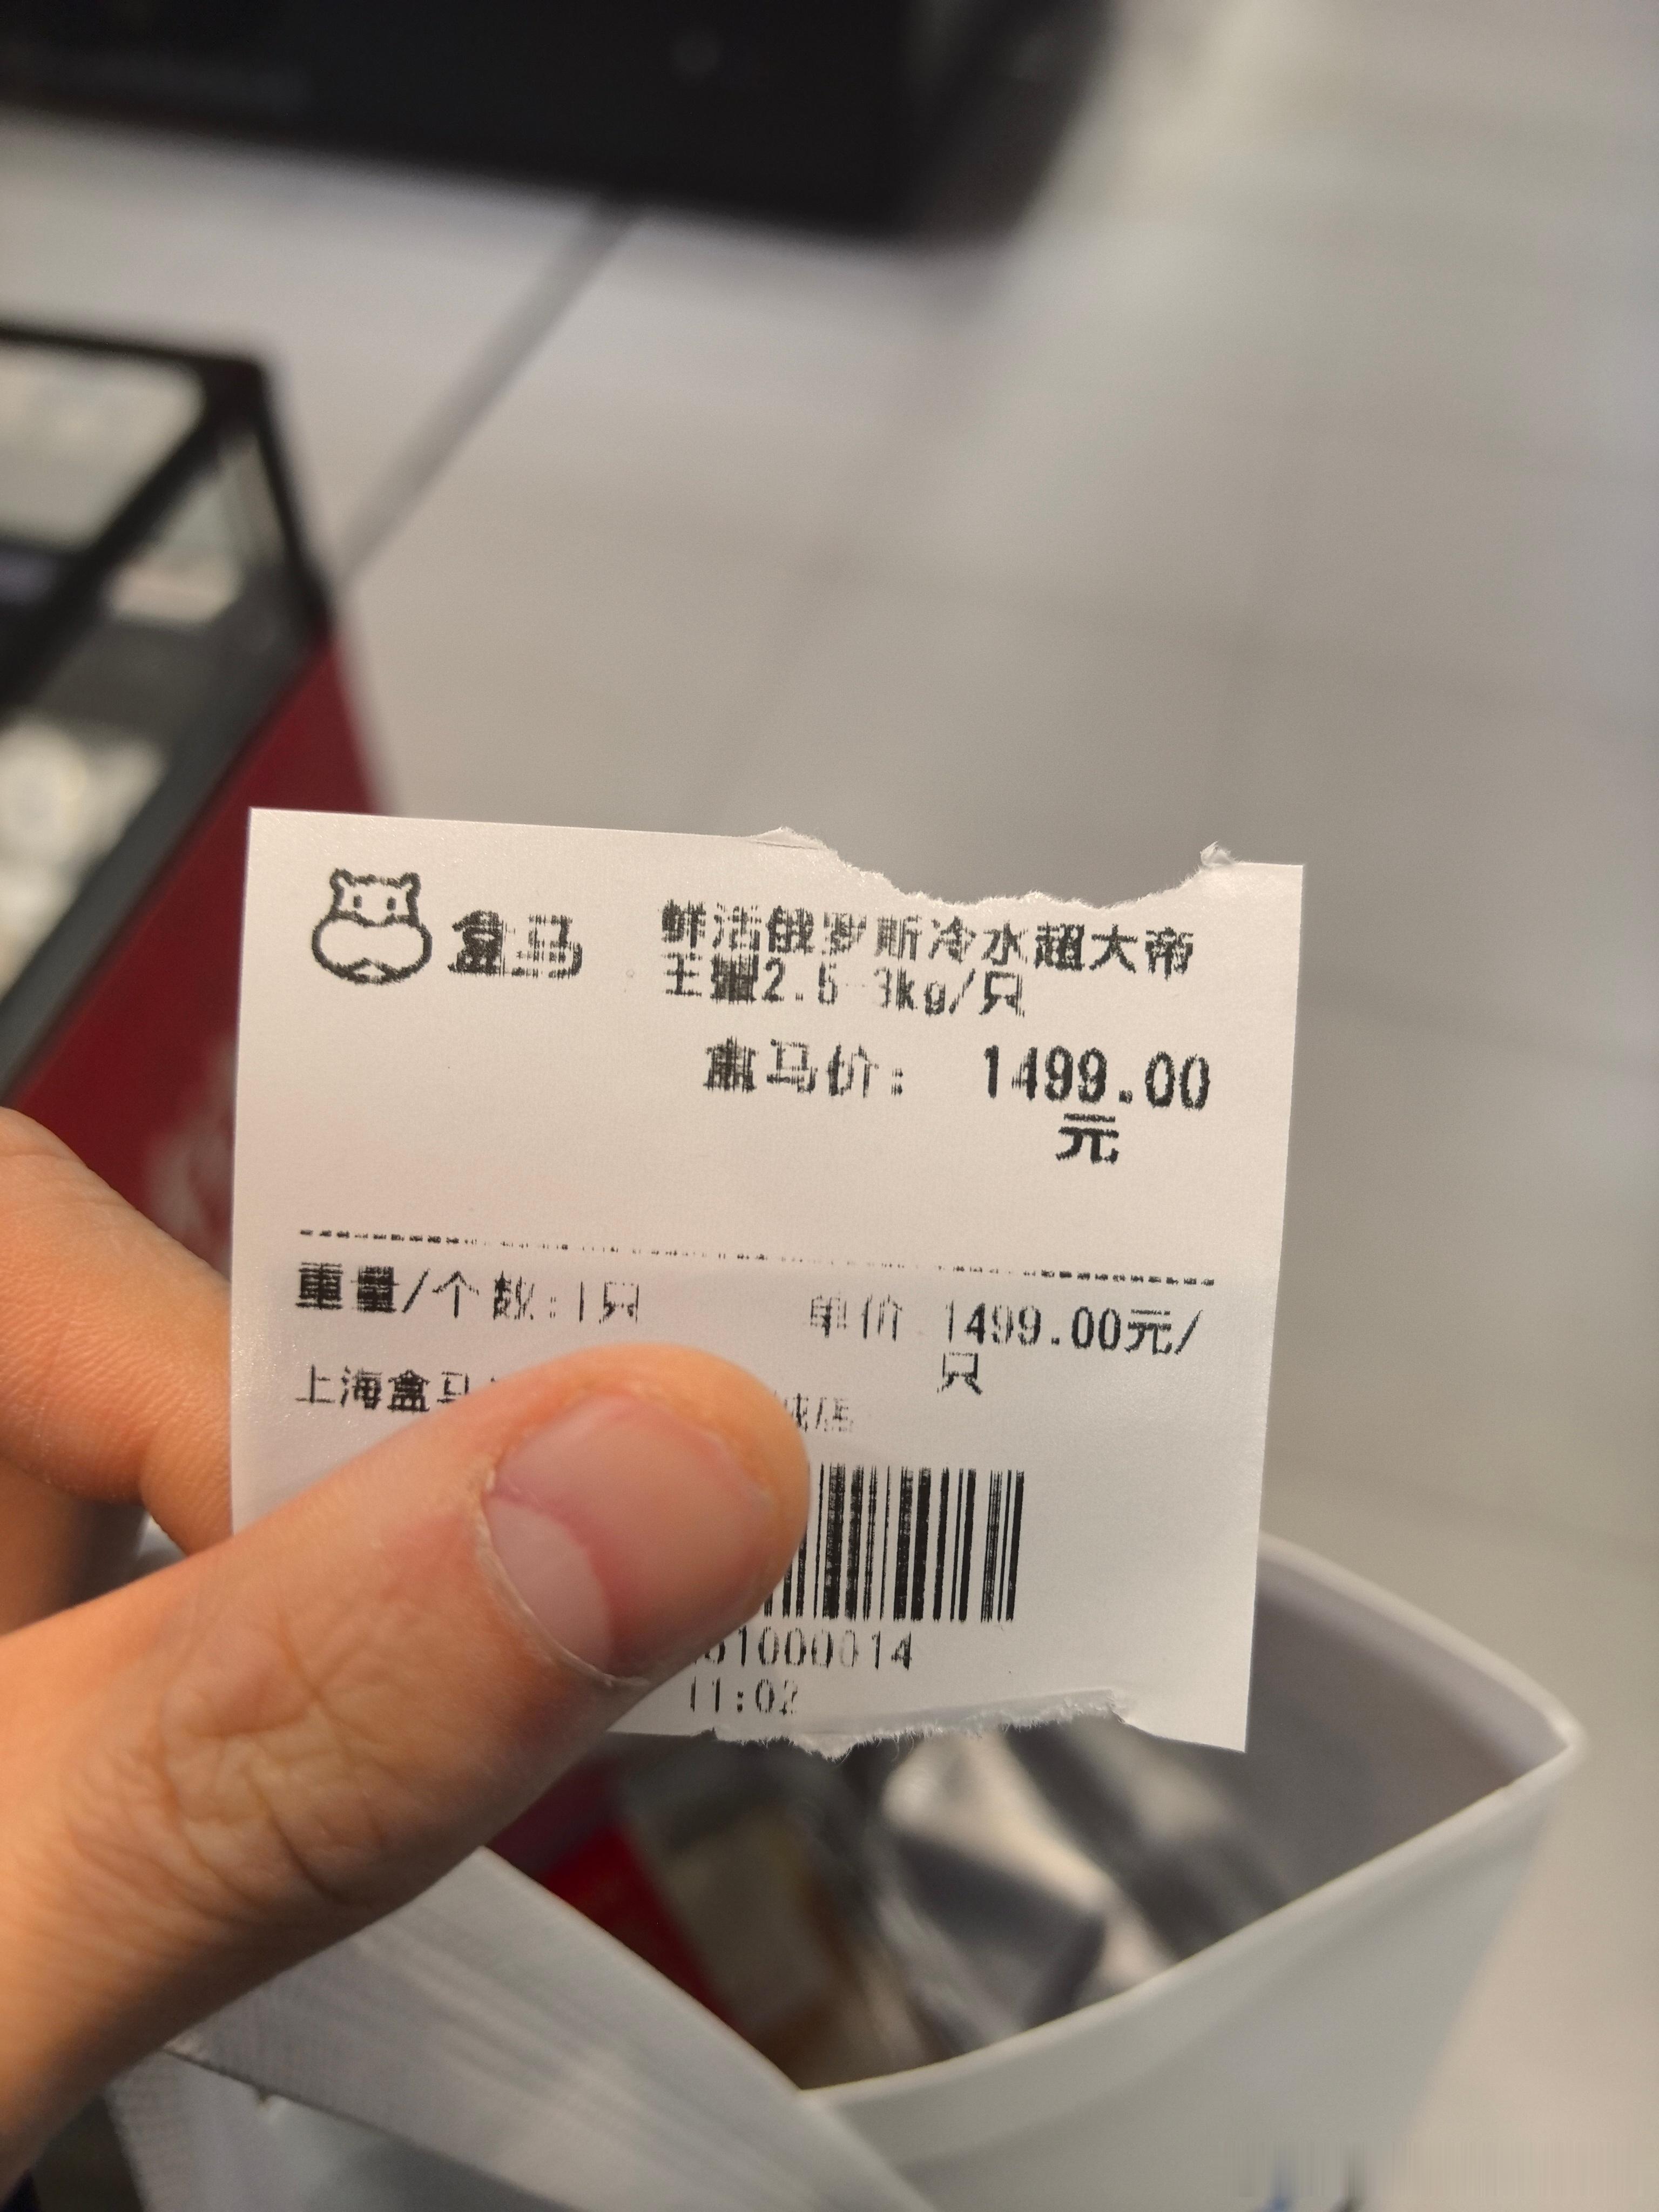 盒马
鲜活俄罗斯冷水超大帝
王蟹2.5-3kg/只
盒马价: 1499.00
元
重量/个数:1只
单价 1499.00元/
只
上海盒马
店
1000014
11:02